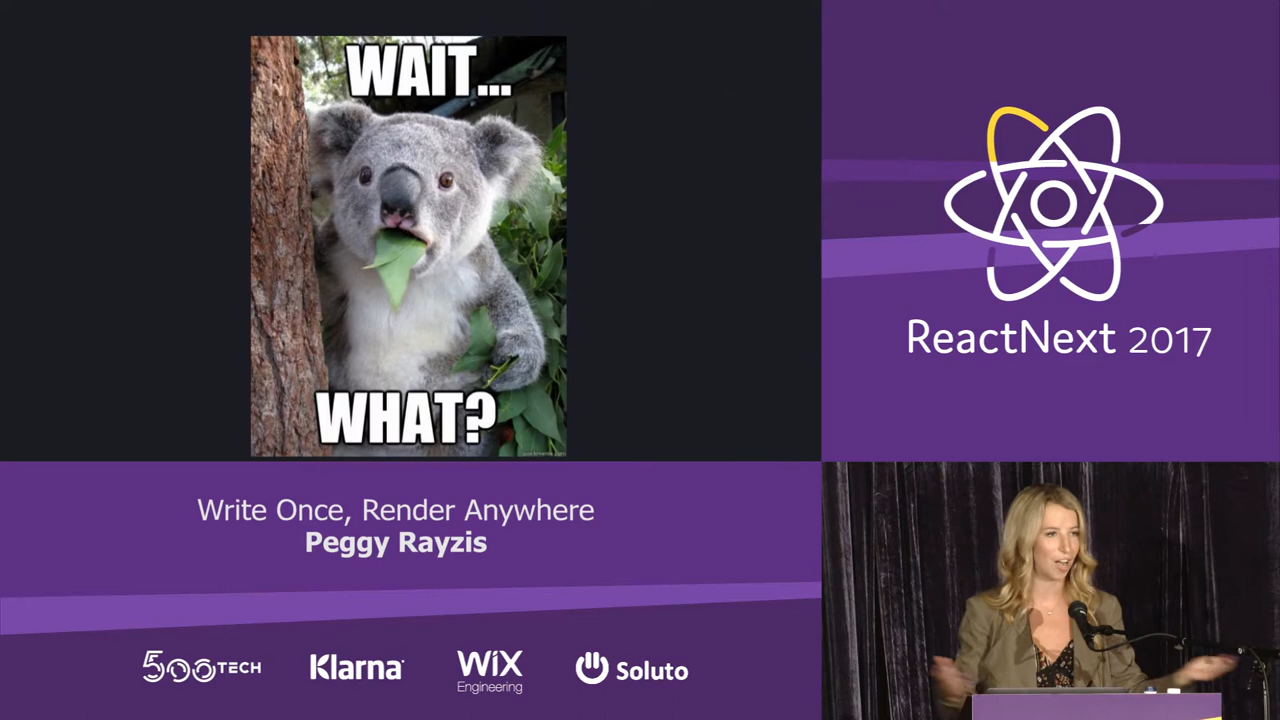 WAIT...
WHAT?
ReactNext 2017
Write Once, Render Anywhere
Peggy Rayzis
500TECH
Klarna
WiX
Engineering
Soluto